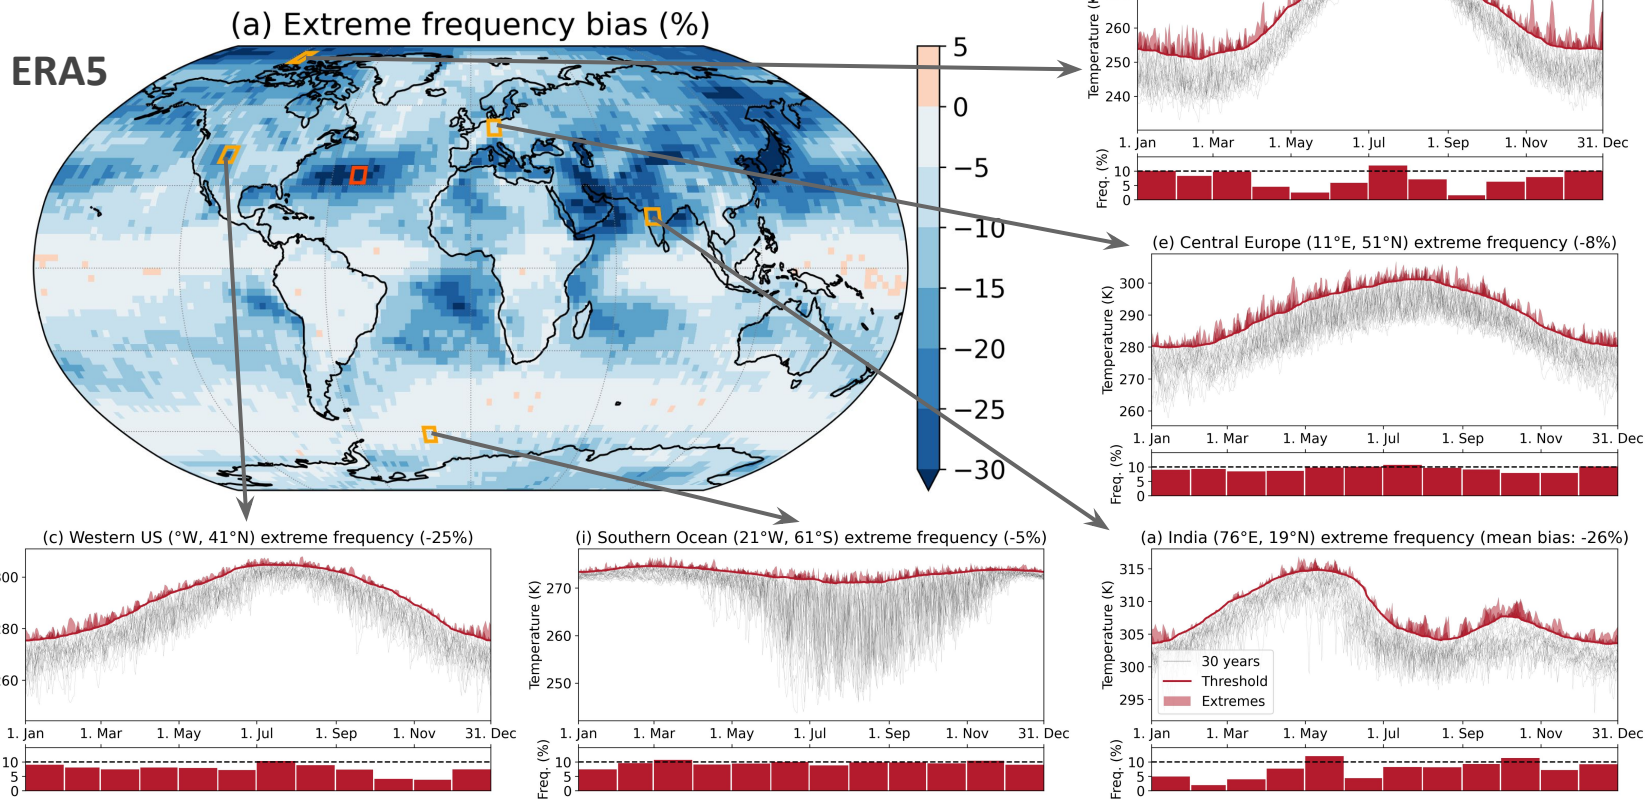 (a) Extreme frequency bias (%)
ERA5
5
0
−5
−10
−15
−20
−25
−30
260
250
240
1. Jan 1. Mar 1. May 1. Jul 1. Sep 1. Nov 31. Dec
Freq. (%)
10
5
0
(e) Central Europe (11°E, 51°N) extreme frequency (-8%)
Temperature (K)
300
290
280
270
260
1. Jan 1. Mar 1. May 1. Jul 1. Sep 1. Nov 31. Dec
Freq. (%)
10
5
0
(c) Western US (°W, 41°N) extreme frequency (-25%)
280
1. Jan 1. Mar 1. May 1. Jul 1. Sep 1. Nov 31. Dec
10
5
0
(i) Southern Ocean (21°W, 61°S) extreme frequency (-5%)
Temperature (K)
270
260
250
1. Jan 1. Mar 1. May 1. Jul 1. Sep 1. Nov 31. Dec
Freq. (%)
10
5
0
(a) India (76°E, 19°N) extreme frequency (mean bias: -26%)
Temperature (K)
315
310
305
300
295
30 years
Threshold
Extremes
1. Jan 1. Mar 1. May 1. Jul 1. Sep 1. Nov 31. Dec
Freq. (%)
10
5
0